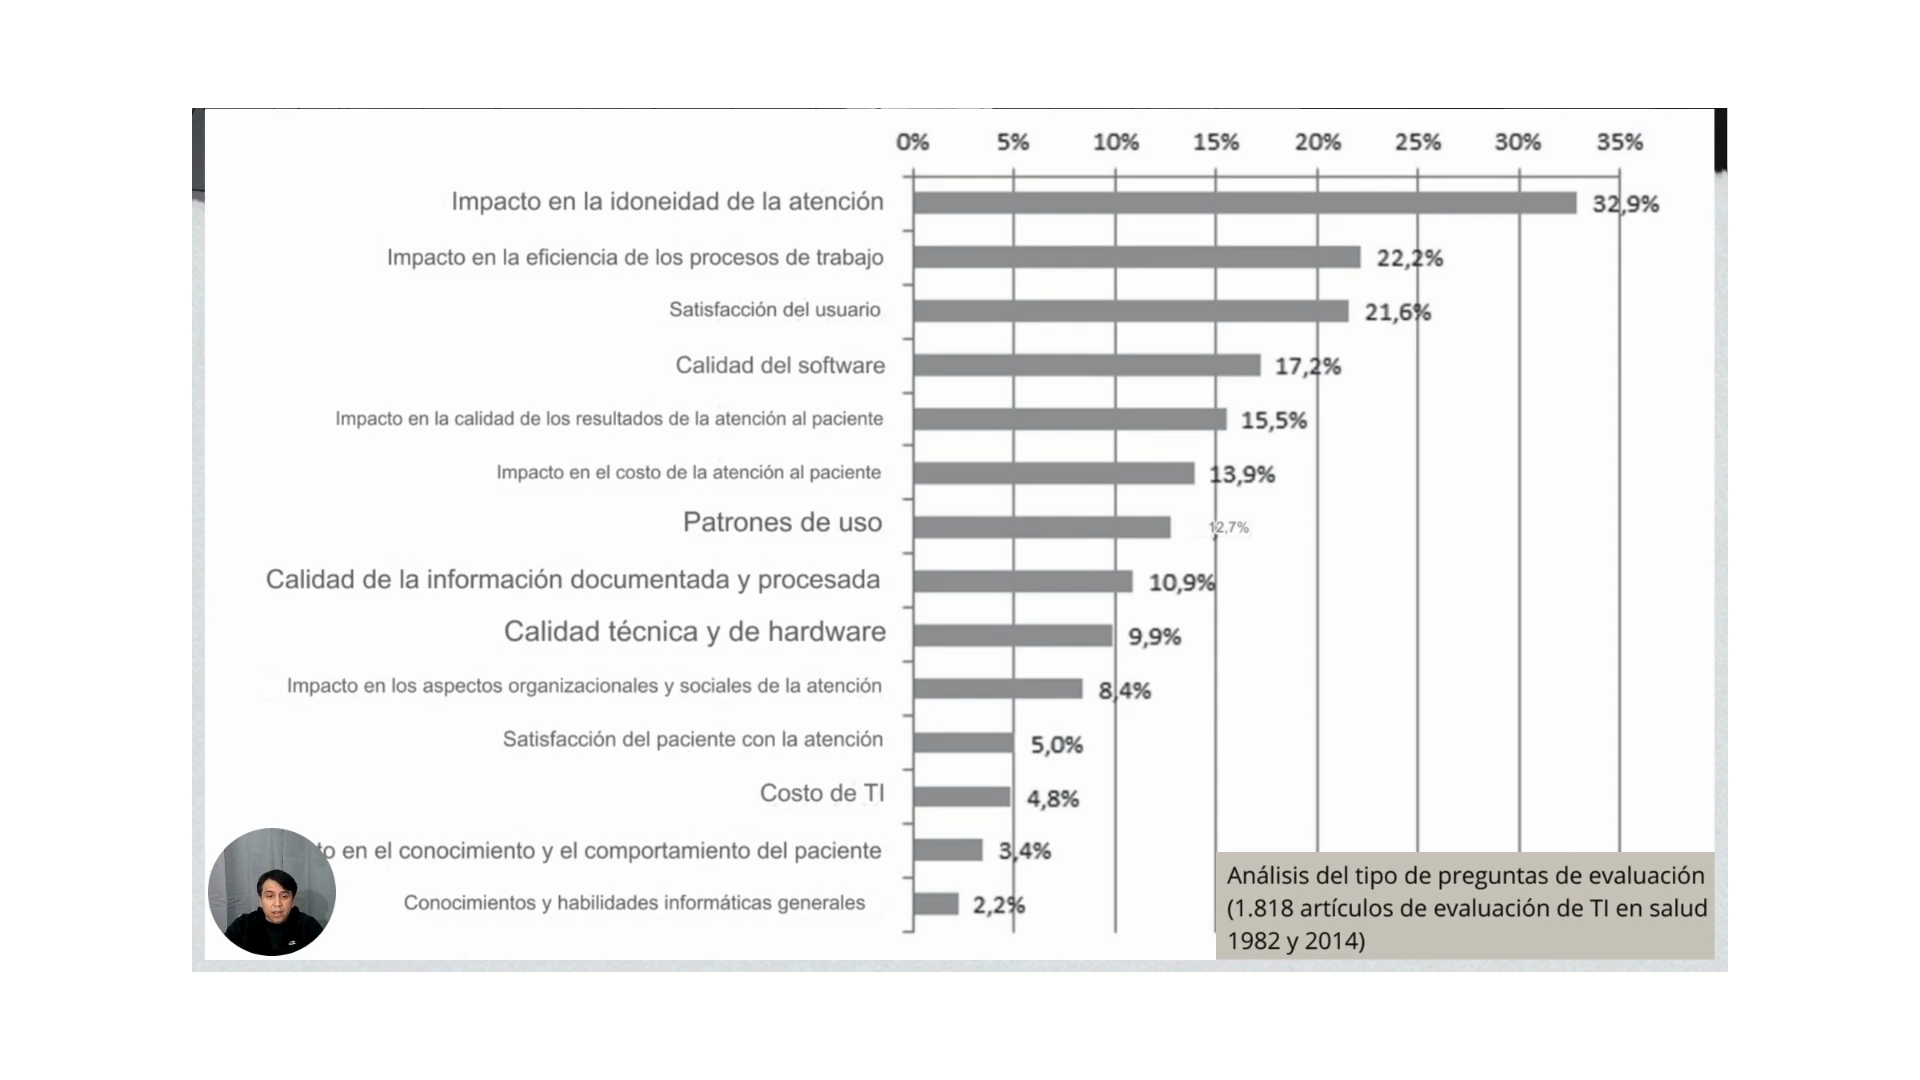 0% 5% 10% 15% 20% 25% 30% 35%
Impacto en la idoneidad de la atención 32,9%
Impacto en la eficiencia de los procesos de trabajo 22,2%
Satisfacción del usuario 21,6%
Calidad del software 17,2%
Impacto en la calidad de los resultados de la atención al paciente 15,5%
Impacto en el costo de la atención al paciente 13,9%
Patrones de uso 12,7%
Calidad de la información documentada y procesada 10,9%
Calidad técnica y de hardware 9,9%
Impacto en los aspectos organizacionales y sociales de la atención 8,4%
Satisfacción del paciente con la atención 5,0%
Costo de TI 4,8%
en el conocimiento y el comportamiento del paciente 3,4%
Conocimientos y habilidades informáticas generales 2,2%
Análisis del tipo de preguntas de evaluación
(1.818 artículos de evaluación de TI en salud
1982 y 2014)